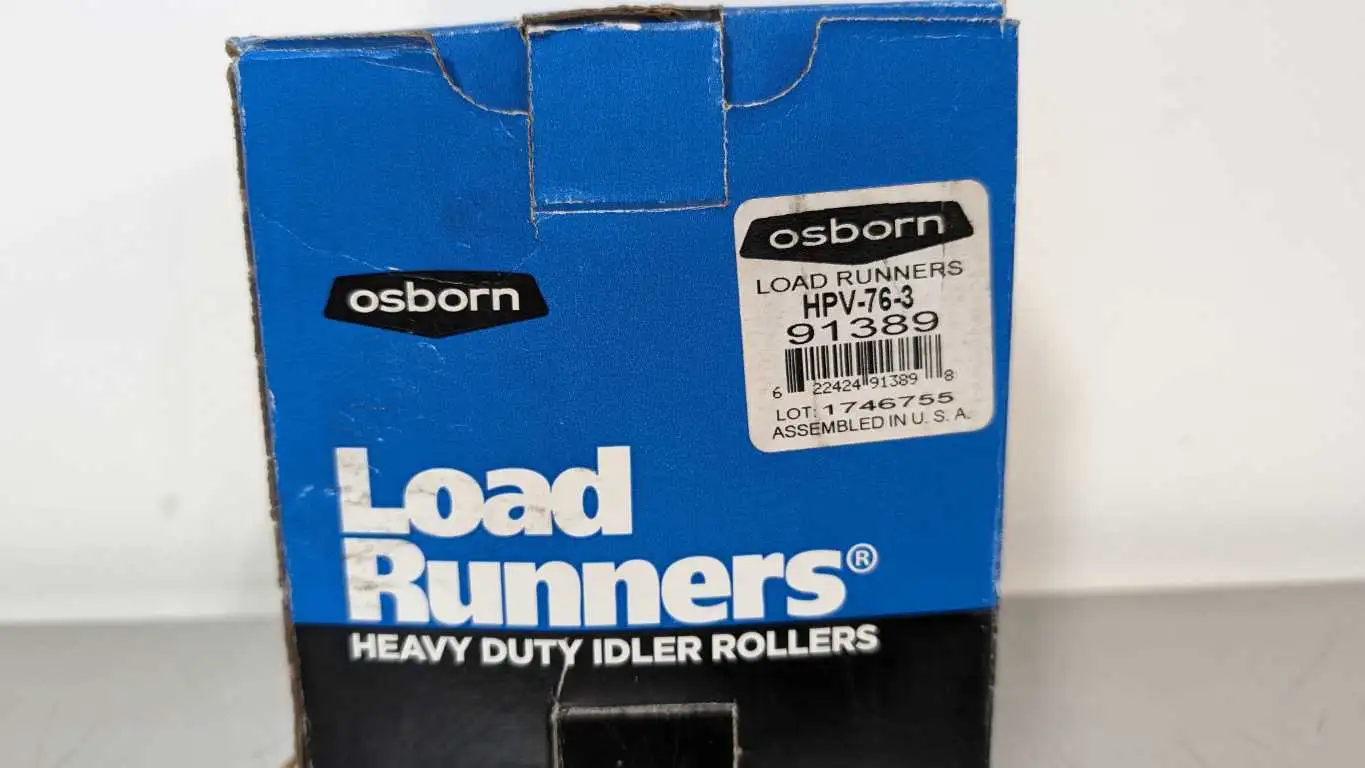 osborn
LOAD RUNNERS
HPV-76-3
91389
6 22424 91389 8
LOT: 1746755
ASSEMBLED IN U. S. A.
osborn
Load
Runners®
HEAVY DUTY IDLER ROLLERS